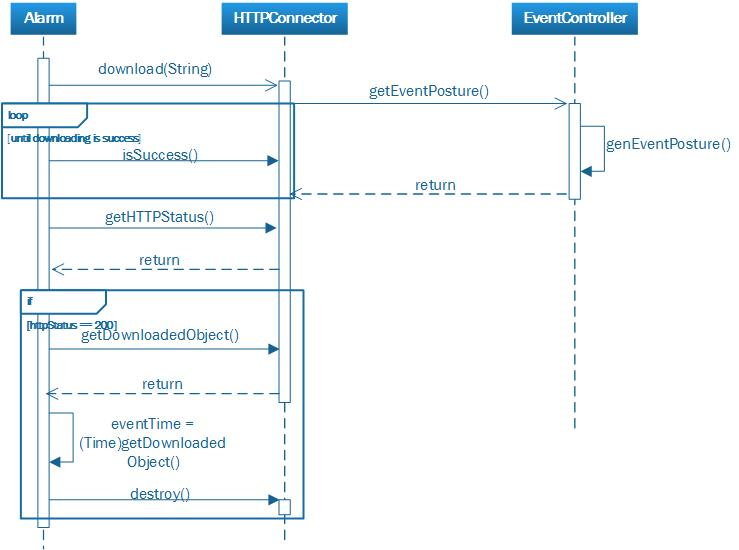 Alarm
HTTPConnector
EventController
download(String)
getEventPosture()
loop
[until downloading is success]
isSuccess()
genEventPosture()
return
getHTTPStatus()
return
if
[httpStatus == 200]
getDownloadedObject()
return
eventTime =
(Time)getDownloaded
Object()
destroy()